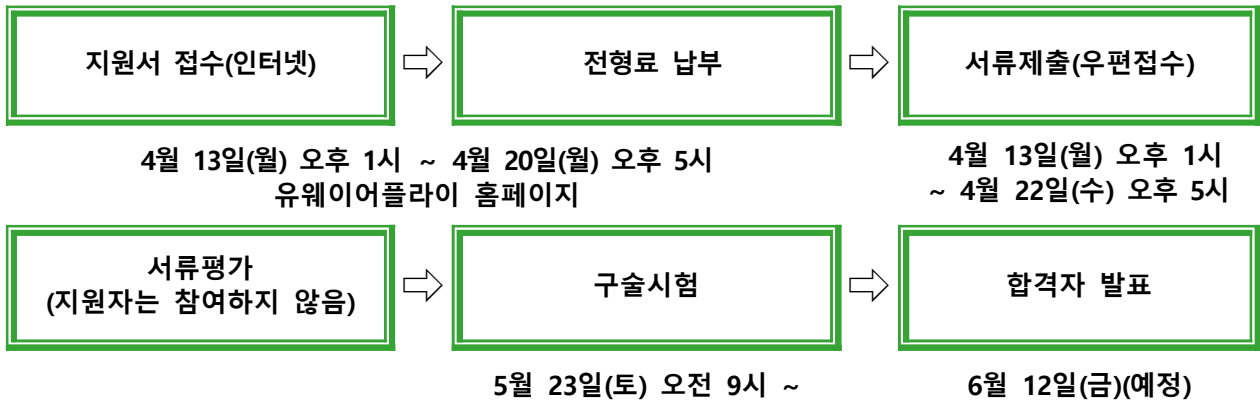 지원서 접수(인터넷)
전형료 납부
서류제출(우편접수)
4월 13일(월) 오후 1시 ~ 4월 20일(월) 오후 5시
유웨이어플라이 홈페이지
4월 13일(월) 오후 1시
~ 4월 22일(수) 오후 5시
서류평가
(지원자는 참여하지 않음)
구술시험
합격자 발표
5월 23일(토) 오전 9시 ~
6월 12일(금)(예정)